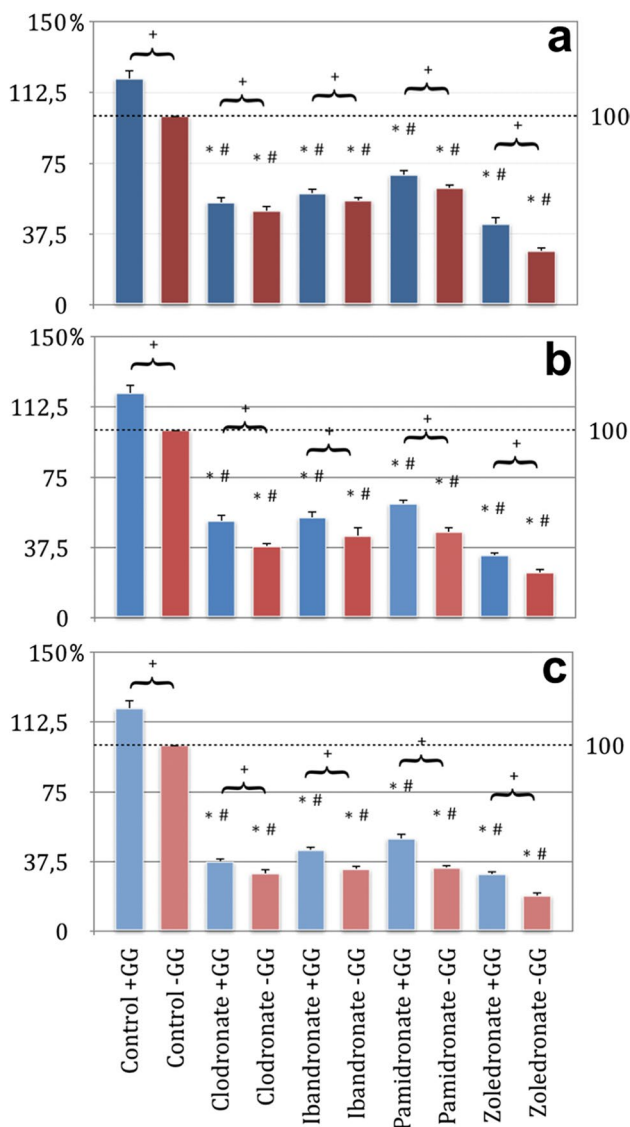 150%
a
+
+
+
+
112,5
100
* # * # * # * # * # * # + * # * #
75
37,5
0
150%
b
+
+
+
+
+
112,5
100
* # * # * # * # * # * # * # * #
75
37,5
0
150%
c
+
+
+
+
+
112,5
100
* # * # * # * # * # * # * # * #
75
37,5
0
Control +GG
Control -GG
Clodronate +GG
Clodronate -GG
Ibandronate +GG
Ibandronate -GG
Pamidronate +GG
Pamidronate -GG
Zoledronate +GG
Zoledronate -GG